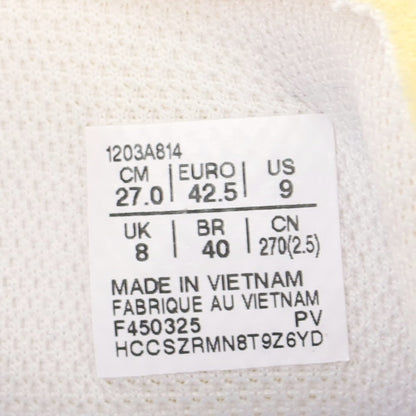 1203A814
CM | EURO | US
27.0 | 42.5 | 9
UK | BR | CN
8 | 40 | 270(2.5)
MADE IN VIETNAM
FABRIQUE AU VIETNAM
F450325 PV
HCCSZRMN8T9Z6YD